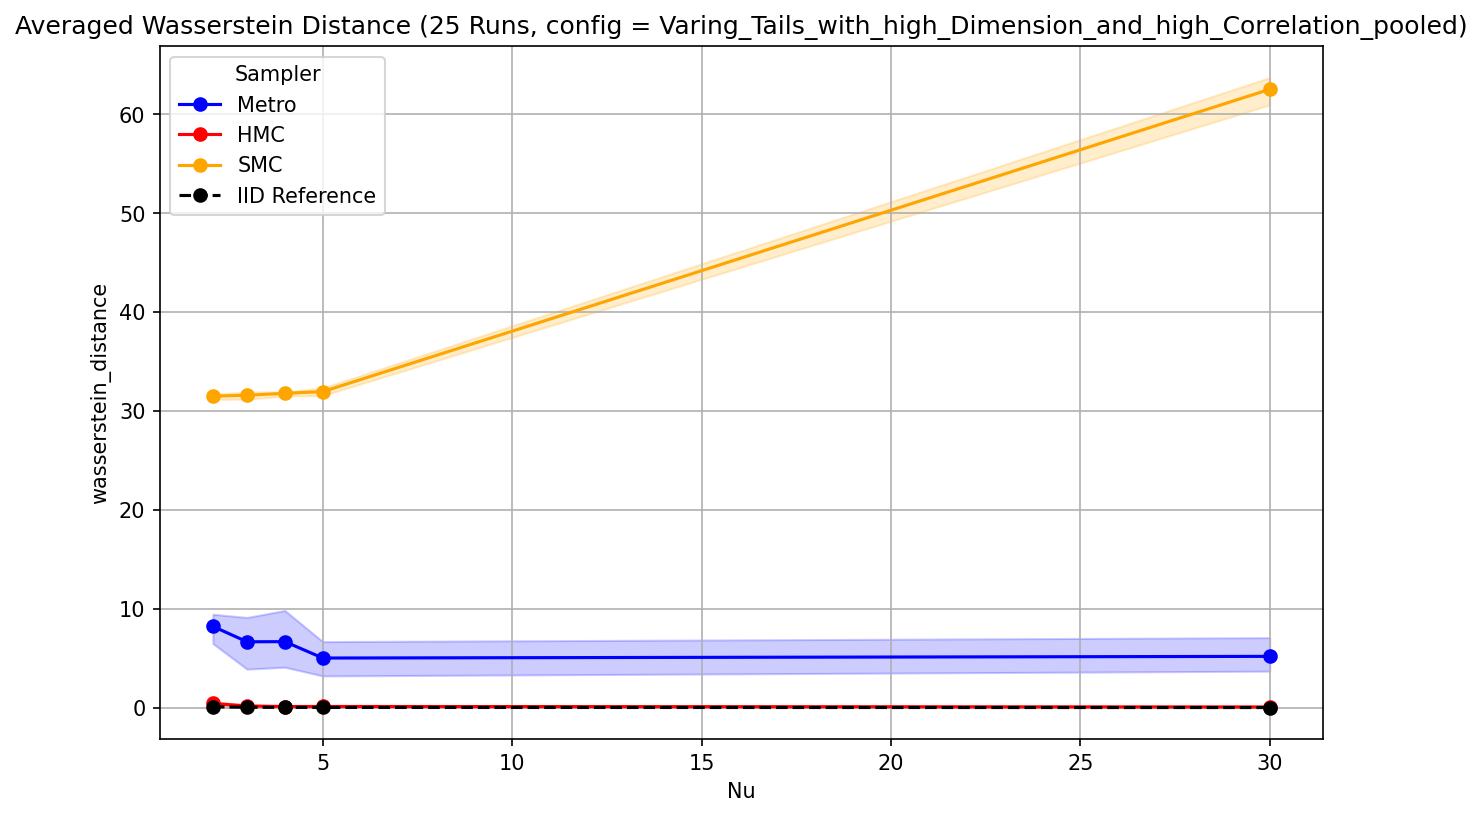 Averaged Wasserstein Distance (25 Runs, config = Varing_Tails_with_high_Dimension_and_high_Correlation_pooled)
Sampler
Metro
HMC
SMC
IID Reference
wasserstein_distance
60
50
40
30
20
10
0
5
10
15
20
25
30
Nu